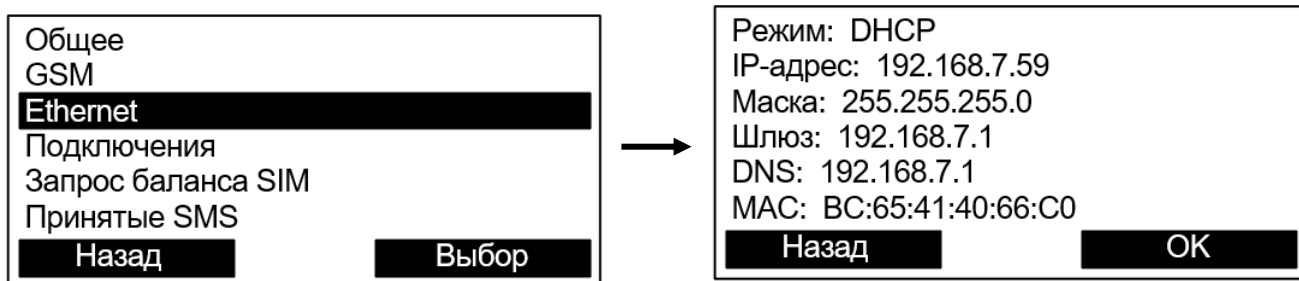 Общее
GSM
Ethernet
Подключения
Запрос баланса SIM
Принятые SMS
Назад
Выбор
Режим: DHCP
IP-адрес: 192.168.7.59
Маска: 255.255.255.0
Шлюз: 192.168.7.1
DNS: 192.168.7.1
MAC: BC:65:41:40:66:C0
Назад
OK